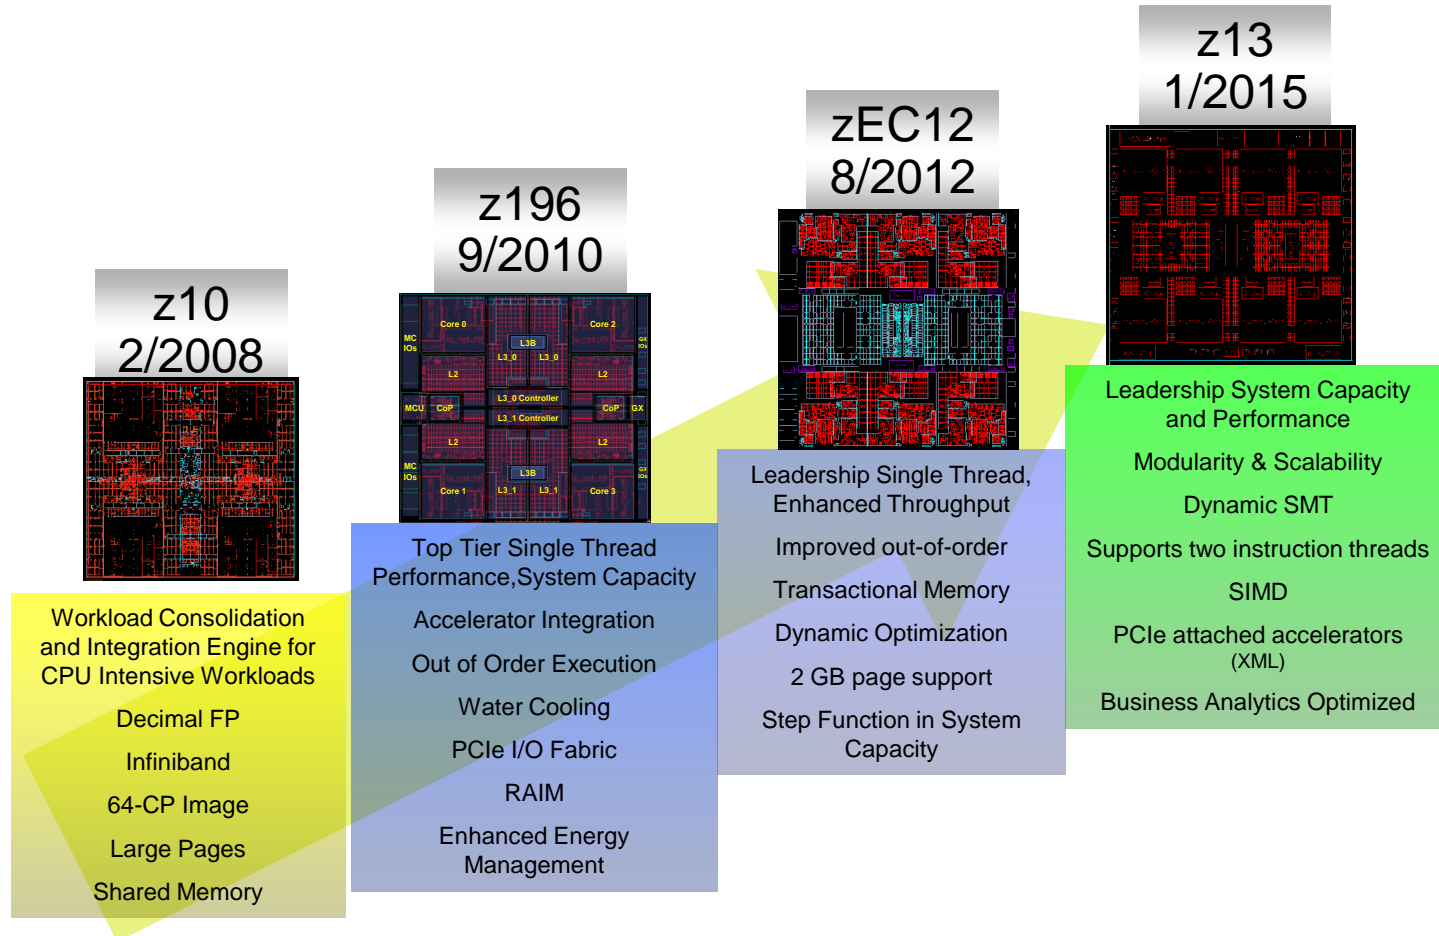 z10
2/2008
Workload Consolidation
and Integration Engine for
CPU Intensive Workloads
Decimal FP
Infiniband
64-CP Image
Large Pages
Shared Memory
z196
9/2010
Core 0
Core 2
MC
IOs
GX
IOs
L3B
L3_0
L3_0
L2
L2
L3_0 Controller
MCU
CoP
CoP
GX
L3_1 Controller
L2
L2
MC
IOs
GX
IOs
L3B
Core 1
L3_1
L3_1
Core 3
Top Tier Single Thread
Performance,System Capacity
Accelerator Integration
Out of Order Execution
Water Cooling
PCIe I/O Fabric
RAIM
Enhanced Energy
Management
zEC12
8/2012
Leadership Single Thread,
Enhanced Throughput
Improved out-of-order
Transactional Memory
Dynamic Optimization
2 GB page support
Step Function in System
Capacity
z13
1/2015
Leadership System Capacity
and Performance
Modularity & Scalability
Dynamic SMT
Supports two instruction threads
SIMD
PCIe attached accelerators
(XML)
Business Analytics Optimized